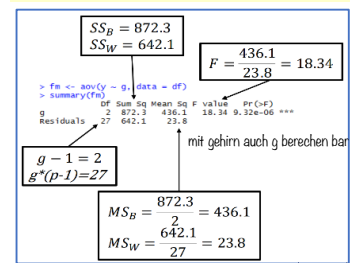 SS_B = 872.3
SS_W = 642.1
F = 436.1/23.8 = 18.34
> fm <- aov(y ~ g, data = df)
> summary(fm)
Df Sum Sq Mean Sq F value Pr(>F)
g 2 872.3 436.1 18.34 9.32e-06 ***
Residuals 27 642.1 23.8
mit gehirn auch g berechen bar
g − 1 = 2
g*(p-1)=27
MS_B = 872.3/2 = 436.1
MS_W = 642.1/27 = 23.8